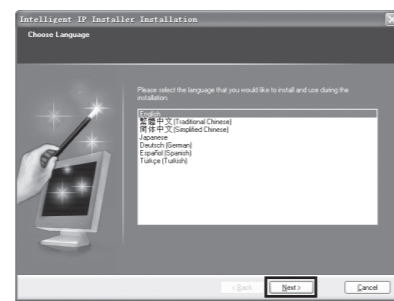 Intelligent IP Installer Installation
Choose Language
Please select the language that you would like to install and use during the
installation.
English
繁體中文(Traditional Chinese)
简体中文(Simplified Chinese)
Japanese
Deutsch (German)
Español (Spanish)
Türkçe (Turkish)
< Back
Next >
Cancel